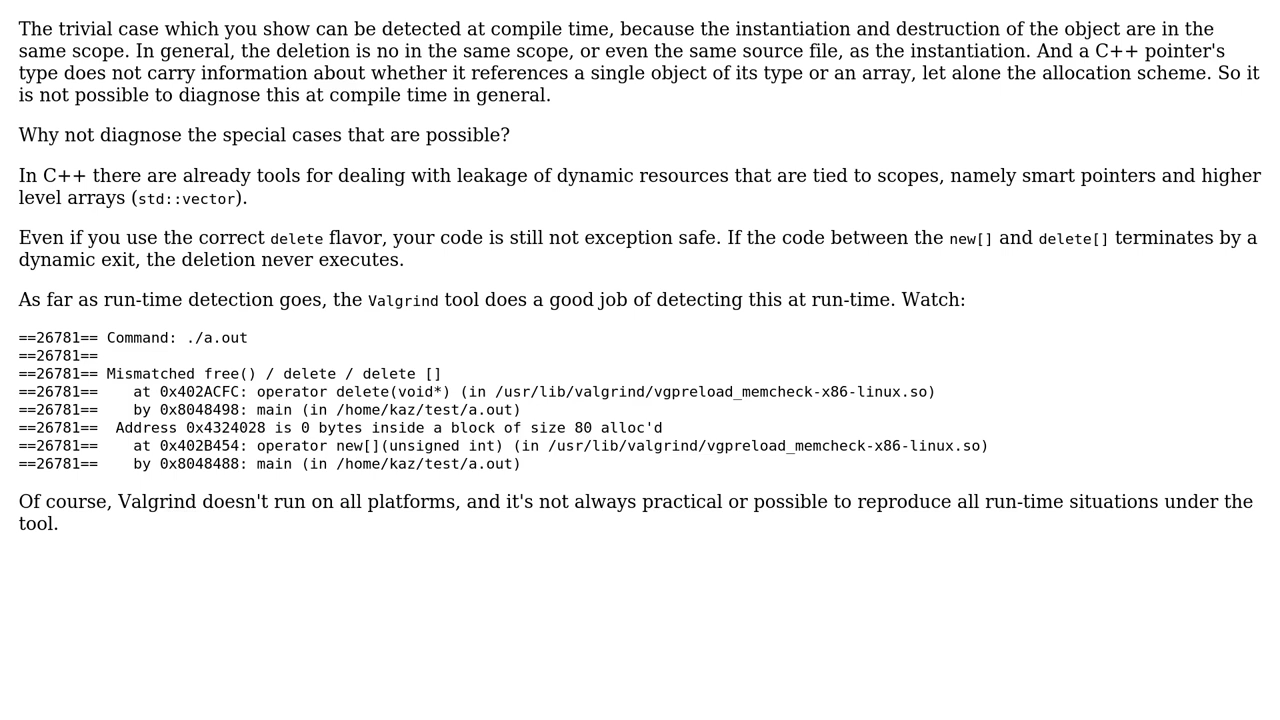 The trivial case which you show can be detected at compile time, because the instantiation and destruction of the object are in the
same scope. In general, the deletion is no in the same scope, or even the same source file, as the instantiation. And a C++ pointer's
type does not carry information about whether it references a single object of its type or an array, let alone the allocation scheme. So it
is not possible to diagnose this at compile time in general.
Why not diagnose the special cases that are possible?
In C++ there are already tools for dealing with leakage of dynamic resources that are tied to scopes, namely smart pointers and higher
level arrays (std::vector).
Even if you use the correct delete flavor, your code is still not exception safe. If the code between the new[] and delete[] terminates by a
dynamic exit, the deletion never executes.
As far as run-time detection goes, the Valgrind tool does a good job of detecting this at run-time. Watch:
==26781== Command: ./a.out
==26781==
==26781== Mismatched free() / delete / delete []
==26781==    at 0x402ACFC: operator delete(void*) (in /usr/lib/valgrind/vgpreload_memcheck-x86-linux.so)
==26781==    by 0x8048498: main (in /home/kaz/test/a.out)
==26781==  Address 0x4324028 is 0 bytes inside a block of size 80 alloc'd
==26781==    at 0x402B454: operator new[](unsigned int) (in /usr/lib/valgrind/vgpreload_memcheck-x86-linux.so)
==26781==    by 0x8048488: main (in /home/kaz/test/a.out)
Of course, Valgrind doesn't run on all platforms, and it's not always practical or possible to reproduce all run-time situations under the
tool.